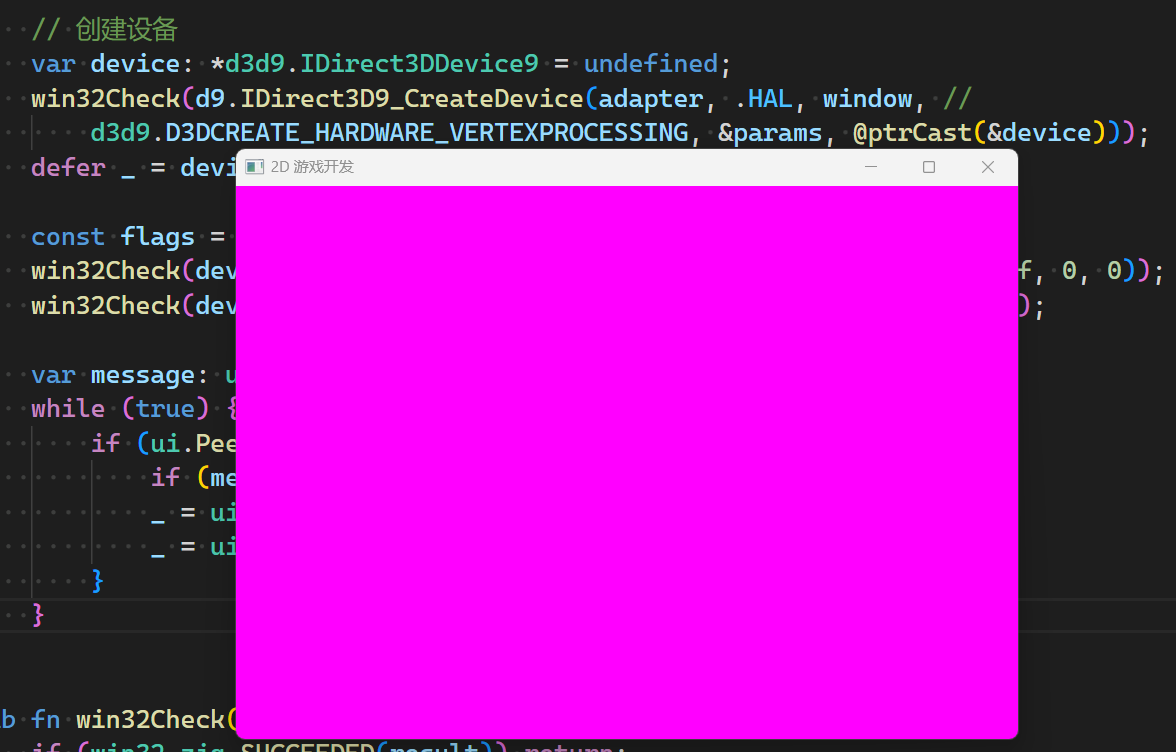 // 创建设备
var device: *d3d9.IDirect3DDevice9 = undefined;
win32Check(d9.IDirect3D9_CreateDevice(adapter, .HAL, window, //
d3d9.D3DCREATE_HARDWARE_VERTEXPROCESSING, &params, @ptrCast(&device)));
defer _ = devi
2D 游戏开发
const flags =
win32Check(dev f, 0, 0));
win32Check(dev );
var message: u
while (true) {
if (ui.Pee
if (me
_ = ui
_ = ui
}
}
b fn win32Check(
if (win32.zig.SUCCEEDED(result)) return;